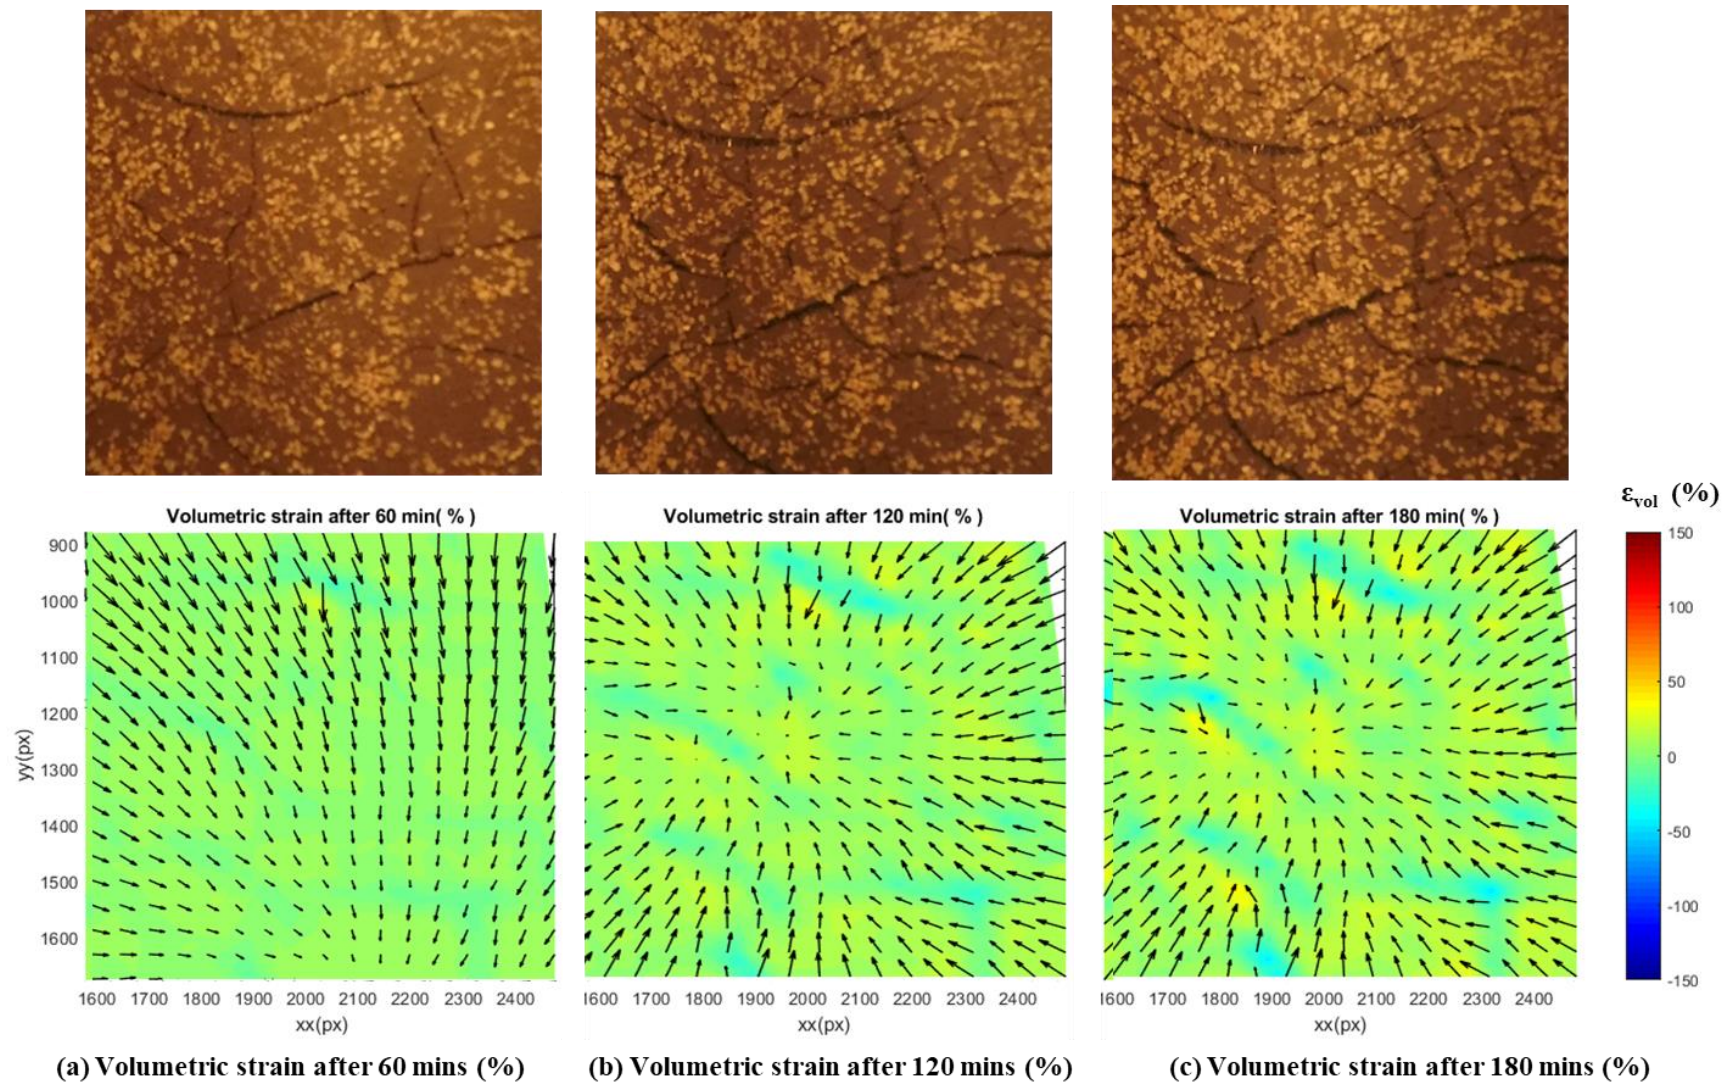 Volumetric strain after 60 min( % )
Volumetric strain after 120 min( % )
Volumetric strain after 180 min( % )
εvol (%)
900
1000
1100
1200
1300
1400
1500
1600
yy(px)
150
100
50
0
-50
-100
-150
1600 1700 1800 1900 2000 2100 2200 2300 2400
1600 1700 1800 1900 2000 2100 2200 2300 2400
1600 1700 1800 1900 2000 2100 2200 2300 2400
xx(px)
xx(px)
xx(px)
(a) Volumetric strain after 60 mins (%)
(b) Volumetric strain after 120 mins (%)
(c) Volumetric strain after 180 mins (%)